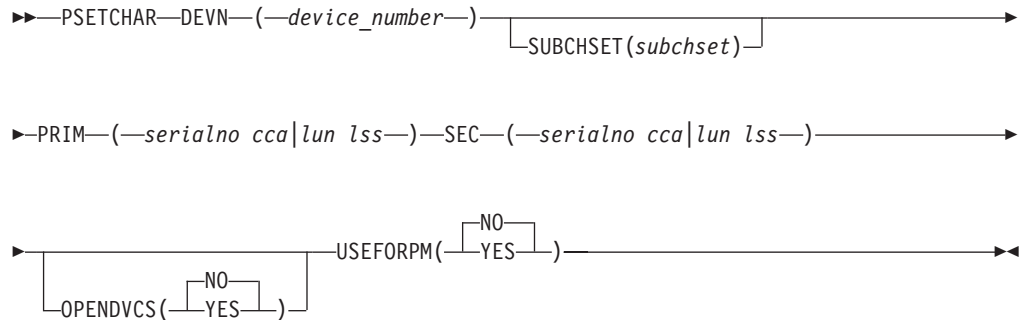 PSETCHAR DEVN ( device_number )
SUBCHSET(subchset)
PRIM ( serialno cca|lun lss ) SEC ( serialno cca|lun lss )
NO
USEFORPM( YES )
NO
OPENDVCS( YES )